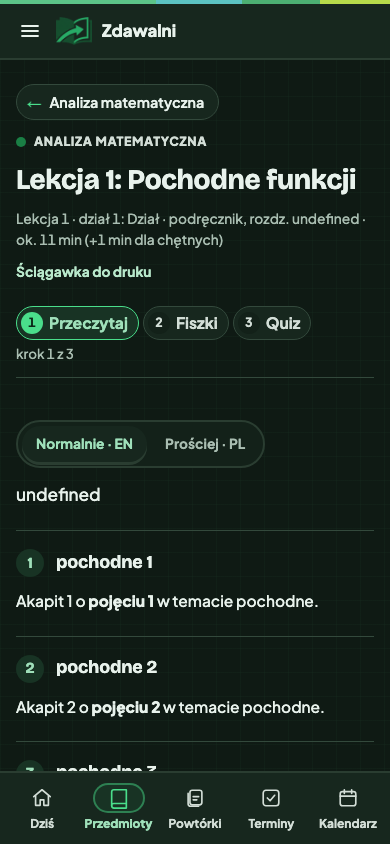 Zdawalni
← Analiza matematyczna
ANALIZA MATEMATYCZNA
Lekcja 1: Pochodne funkcji
Lekcja 1 · dział 1: Dział · podręcznik, rozdz. undefined ·
ok. 11 min (+1 min dla chętnych)
Ściągawka do druku
1 Przeczytaj 2 Fiszki 3 Quiz
krok 1 z 3
Normalnie · EN Prościej · PL
undefined
1 pochodne 1
Akapit 1 o pojęciu 1 w temacie pochodne.
2 pochodne 2
Akapit 2 o pojęciu 2 w temacie pochodne.
3 pochodne 3
Dziś Przedmioty Powtórki Terminy Kalendarz